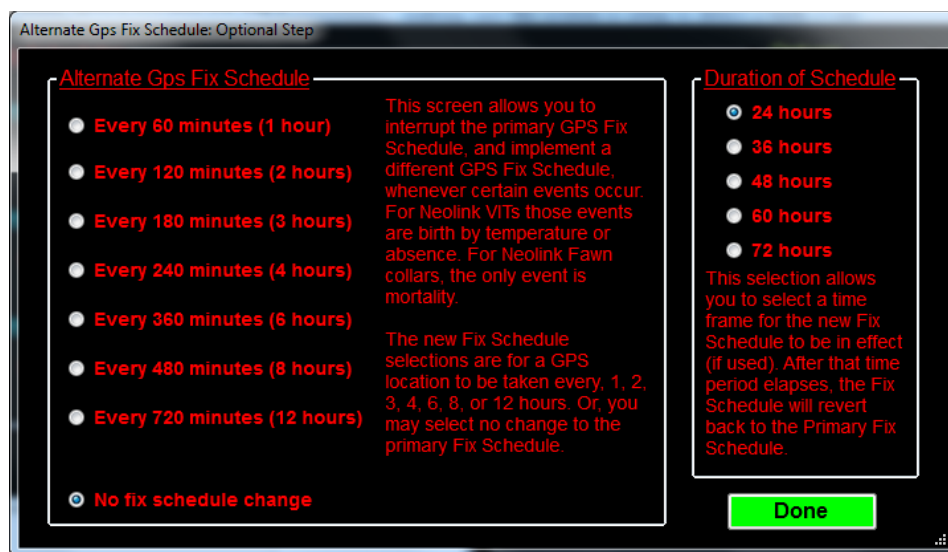 Alternate Gps Fix Schedule: Optional Step
Alternate Gps Fix Schedule
Every 60 minutes (1 hour)
Every 120 minutes (2 hours)
Every 180 minutes (3 hours)
Every 240 minutes (4 hours)
Every 360 minutes (6 hours)
Every 480 minutes (8 hours)
Every 720 minutes (12 hours)
No fix schedule change
This screen allows you to
interrupt the primary GPS Fix
Schedule, and implement a
different GPS Fix Schedule,
whenever certain events occur.
For Neolink VITs those events
are birth by temperature or
absence. For Neolink Fawn
collars, the only event is
mortality.
The new Fix Schedule
selections are for a GPS
location to be taken every, 1, 2,
3, 4, 6, 8, or 12 hours. Or, you
may select no change to the
primary Fix Schedule.
Duration of Schedule
24 hours
36 hours
48 hours
60 hours
72 hours
This selection allows
you to select a time
frame for the new Fix
Schedule to be in effect
(if used). After that time
period elapses, the Fix
Schedule will revert
back to the Primary Fix
Schedule.
Done